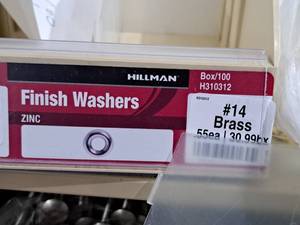 HILLMAN
Box/100
H310312
Finish Washers
ZINC
#14
Brass
55ea | 30.99bx